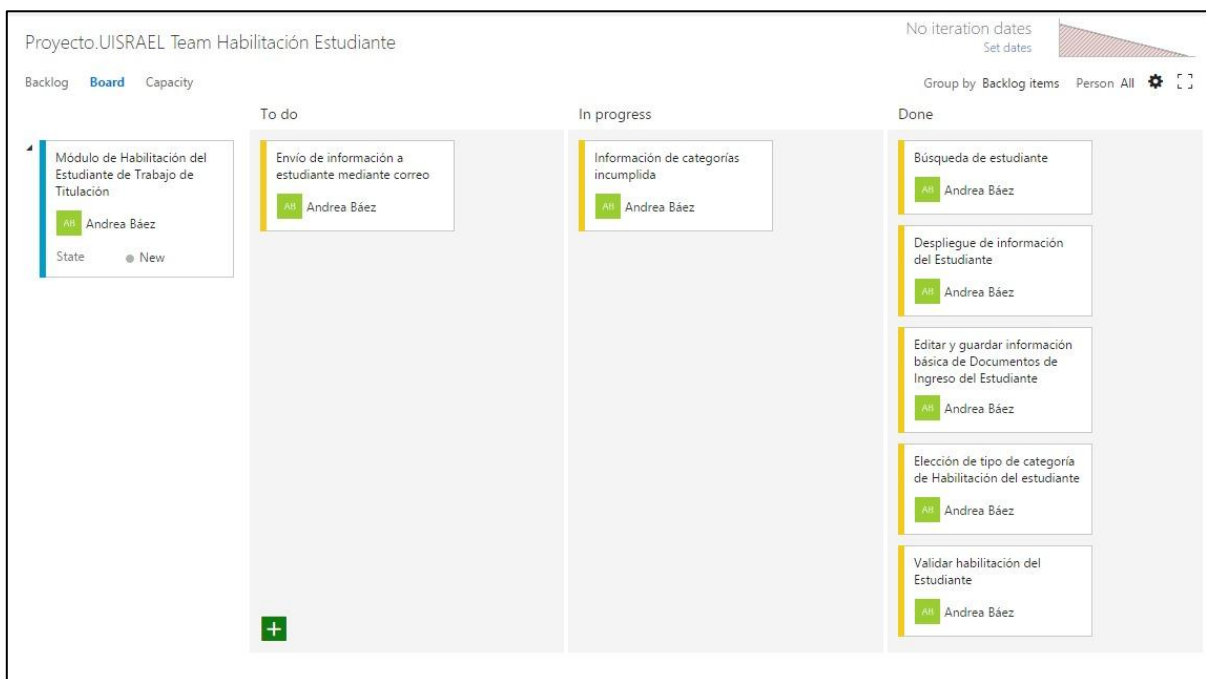 Proyecto.UISRAEL Team Habilitación Estudiante
No iteration dates
Set dates
Backlog Board Capacity
Group by Backlog items Person All
To do
In progress
Done
Módulo de Habilitación del
Estudiante de Trabajo de
Titulación
AB Andrea Báez
State New
Envío de información a
estudiante mediante correo
AB Andrea Báez
Información de categorías
incumplida
AB Andrea Báez
Búsqueda de estudiante
AB Andrea Báez
Despliegue de información
del Estudiante
AB Andrea Báez
Editar y guardar información
básica de Documentos de
Ingreso del Estudiante
AB Andrea Báez
Elección de tipo de categoría
de Habilitación del estudiante
AB Andrea Báez
Validar habilitación del
Estudiante
AB Andrea Báez